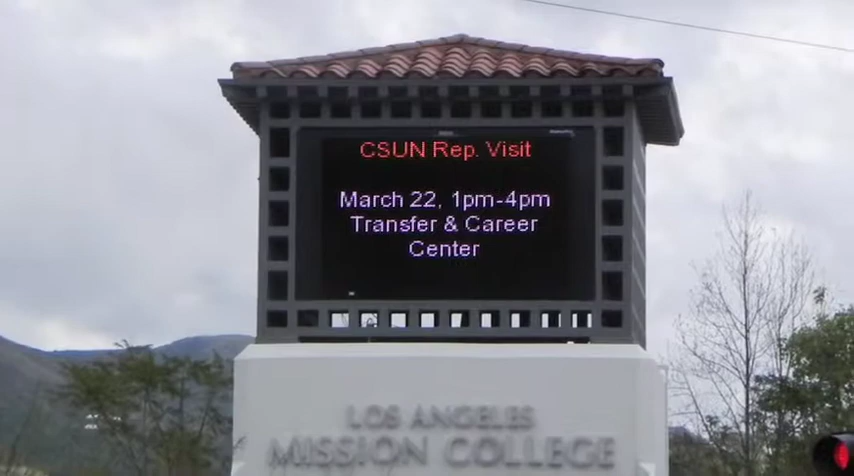 CSUN Rep. Visit
March 22, 1pm-4pm
Transfer & Career
Center
LOS ANGELES
MISSION COLLEGE